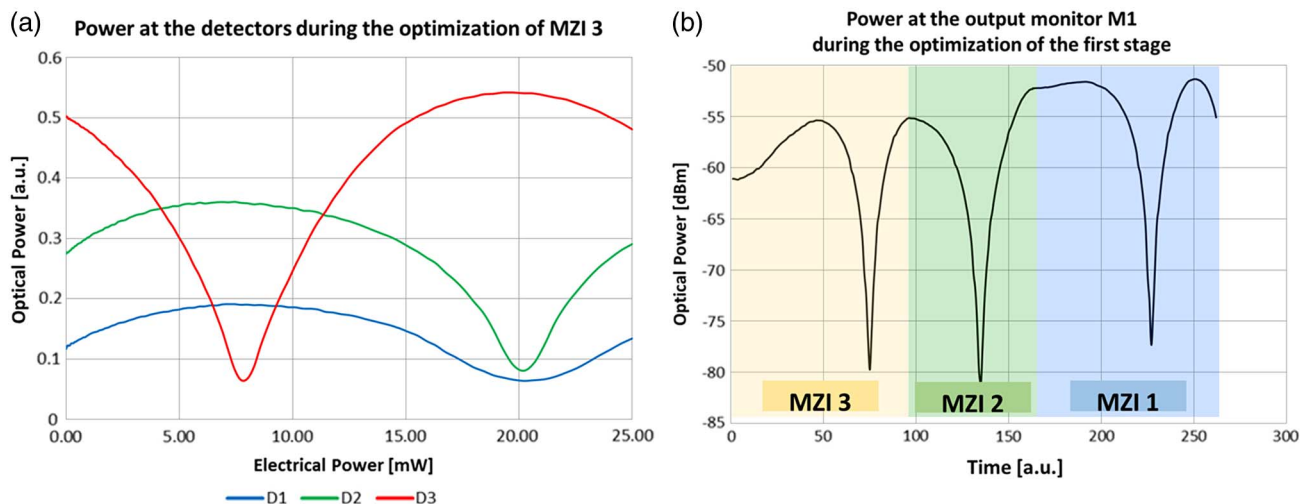 (a)
Power at the detectors during the optimization of MZI 3
0.6
0.5
0.4
0.3
0.2
0.1
0
Optical Power [a.u.]
0.00 5.00 10.00 15.00 20.00 25.00
Electrical Power [mW]
D1 D2 D3
(b)
Power at the output monitor M1
during the optimization of the first stage
-50
-55
-60
-65
-70
-75
-80
-85
Optical Power [dBm]
MZI 3 MZI 2 MZI 1
0 50 100 150 200 250 300
Time [a.u.]